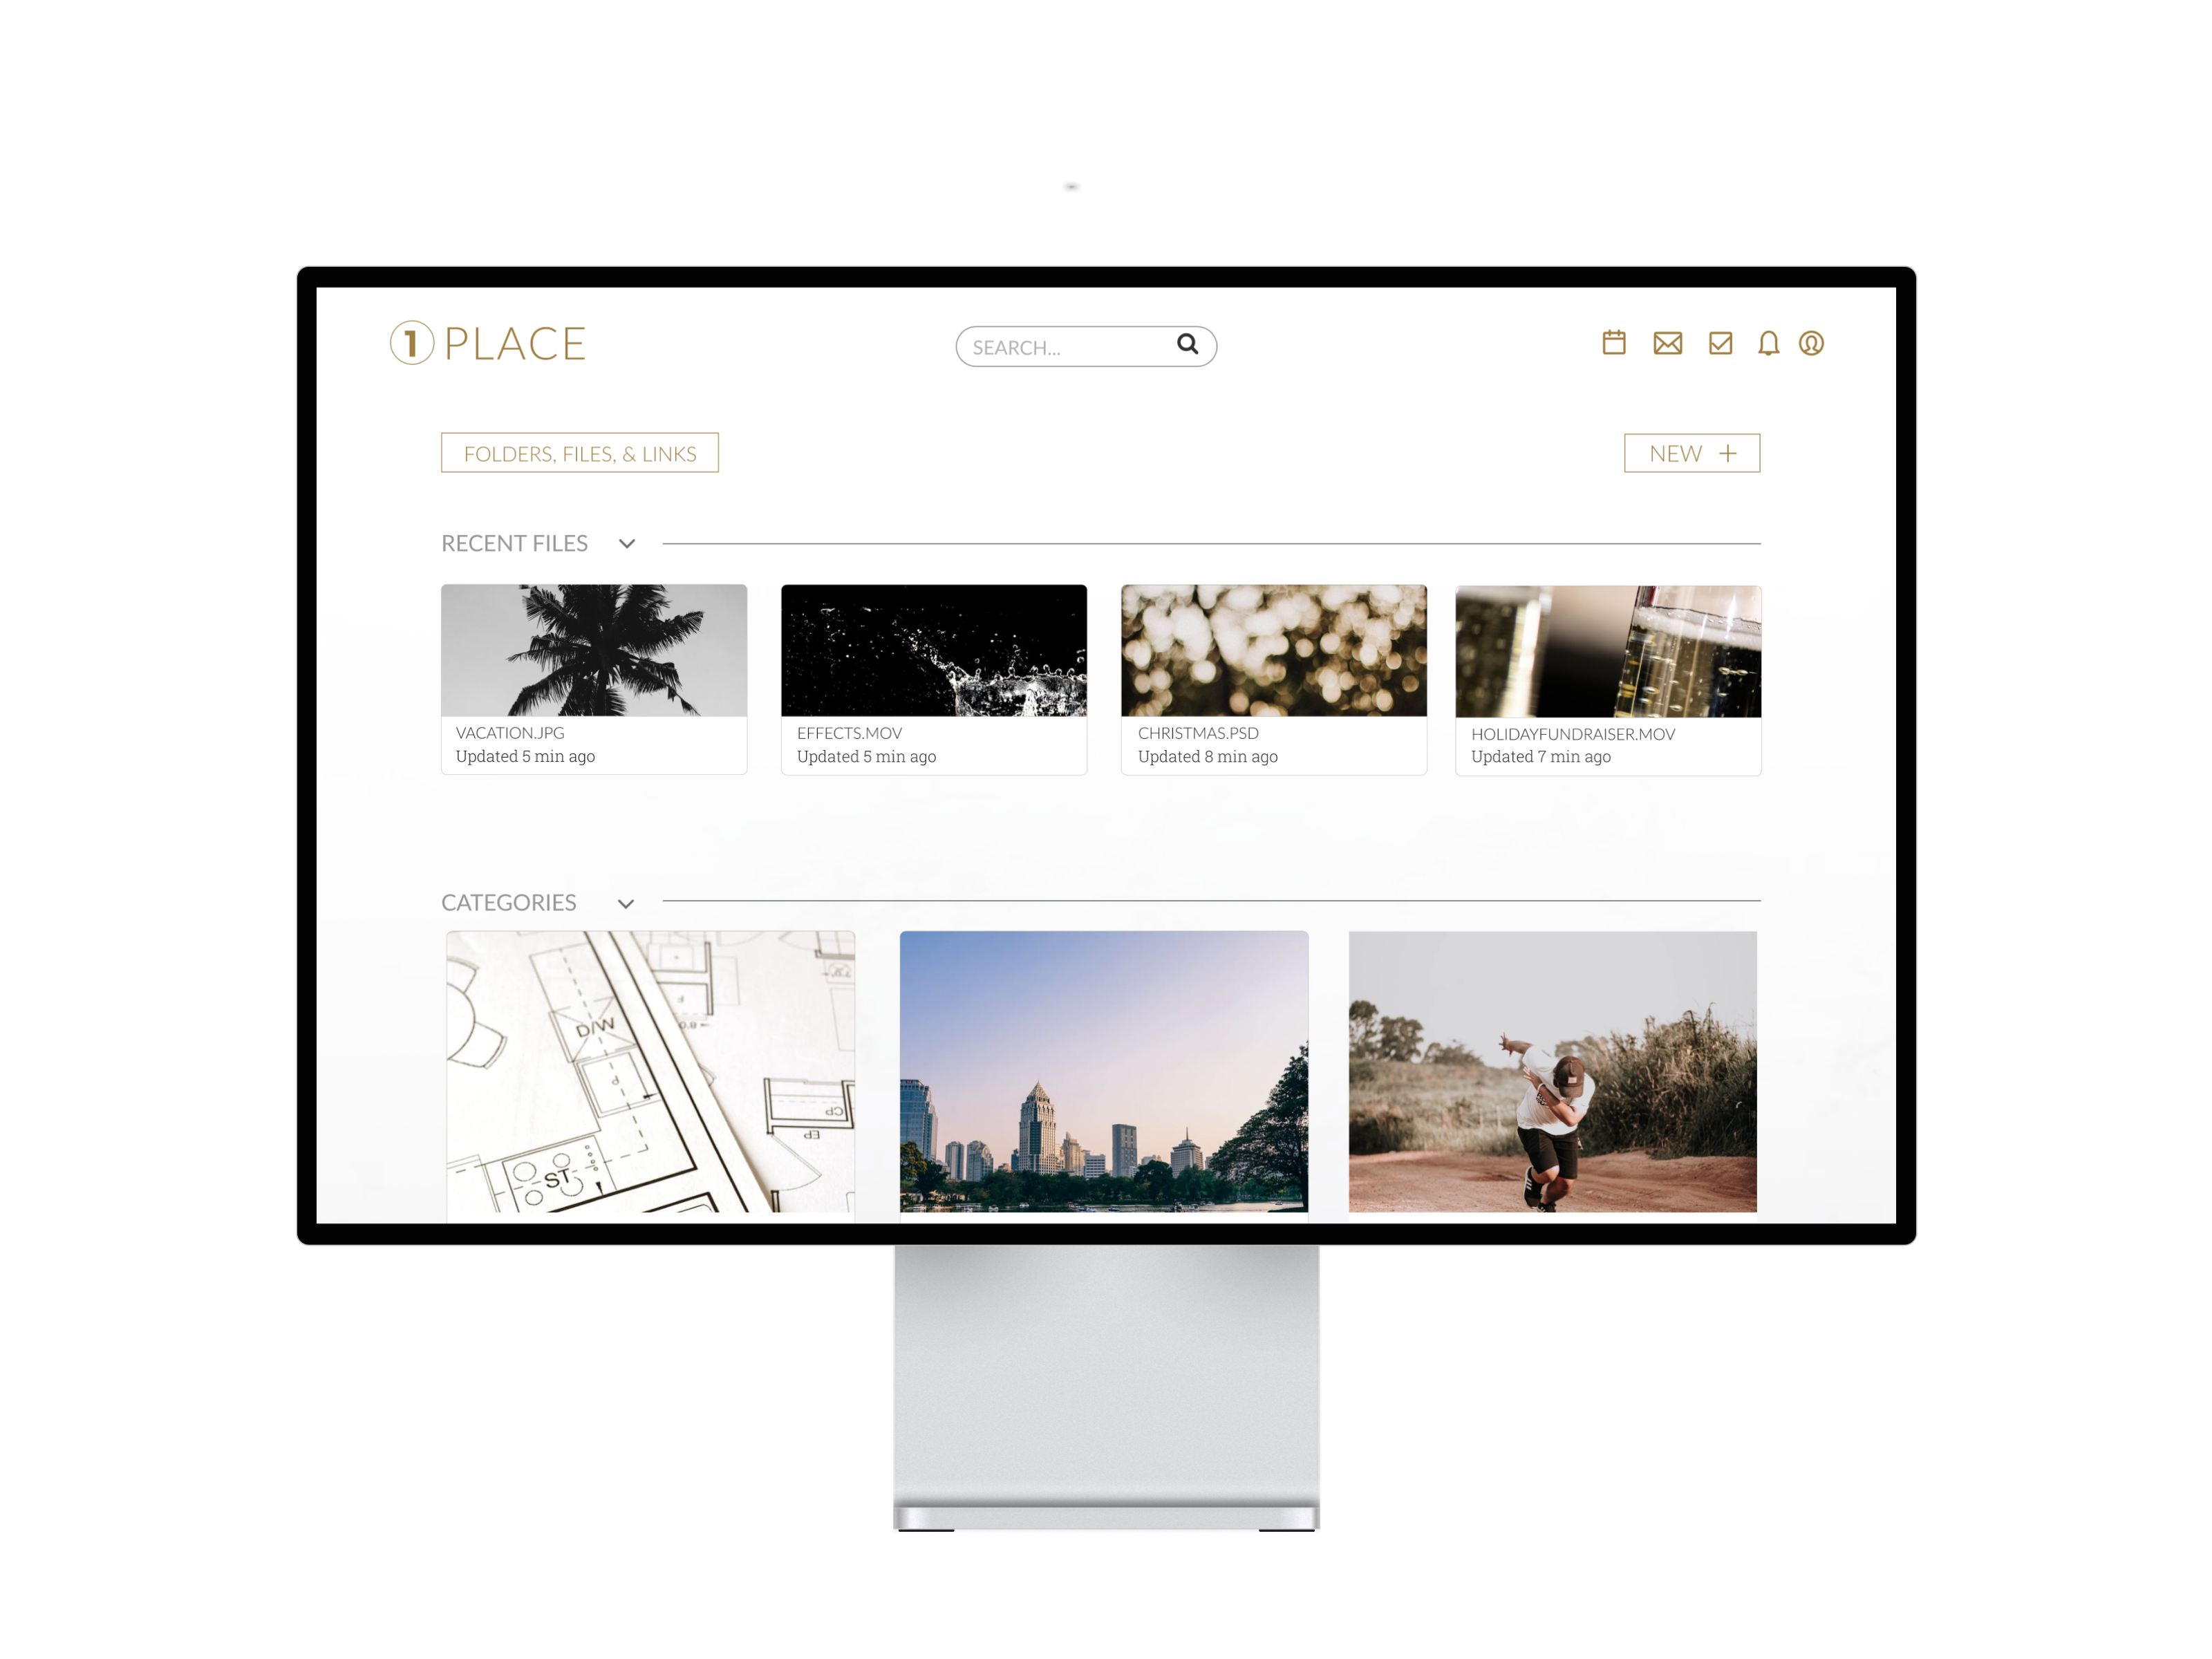 1 PLACE
SEARCH...
FOLDERS, FILES, & LINKS
NEW +
RECENT FILES
VACATION.JPG
Updated 5 min ago
EFFECTS.MOV
Updated 5 min ago
CHRISTMAS.PSD
Updated 8 min ago
HOLIDAYFUNDRAISER.MOV
Updated 7 min ago
CATEGORIES
D/W
P
P
CP
EP
ST